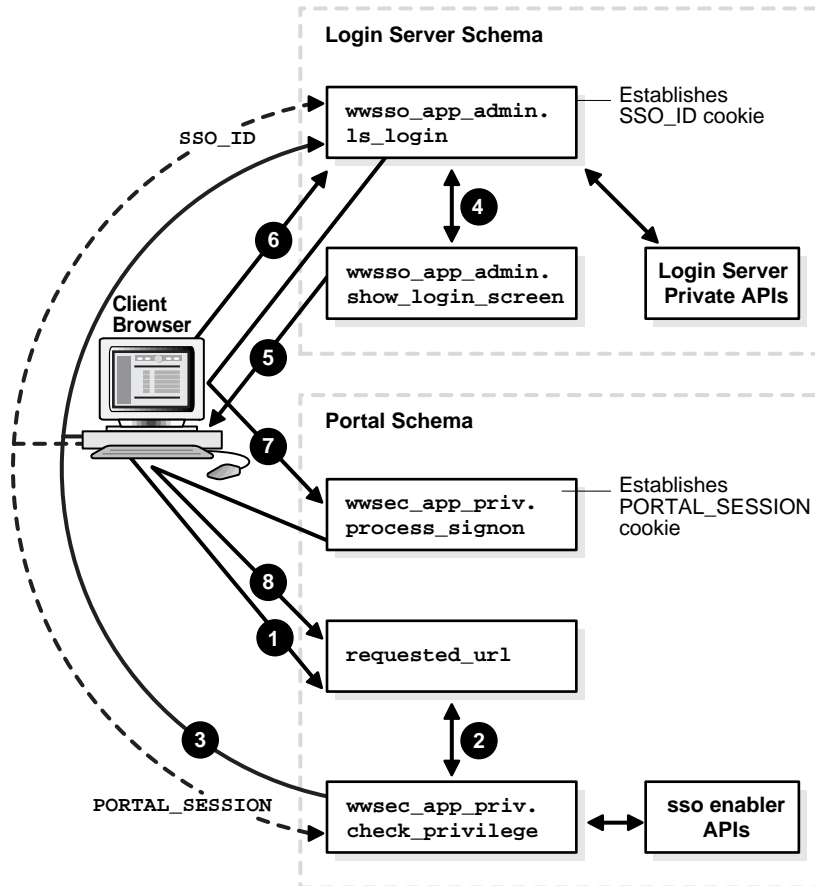 Login Server Schema
wwsso_app_admin.
ls_login
Establishes
SSO_ID cookie
SSO_ID
4
6
wwsso_app_admin.
show_login_screen
Login Server
Private APIs
Client
Browser
5
Portal Schema
7
wwsec_app_priv.
process_signon
Establishes
PORTAL_SESSION
cookie
8
1
requested_url
3
2
PORTAL_SESSION
wwsec_app_priv.
check_privilege
sso enabler
APIs